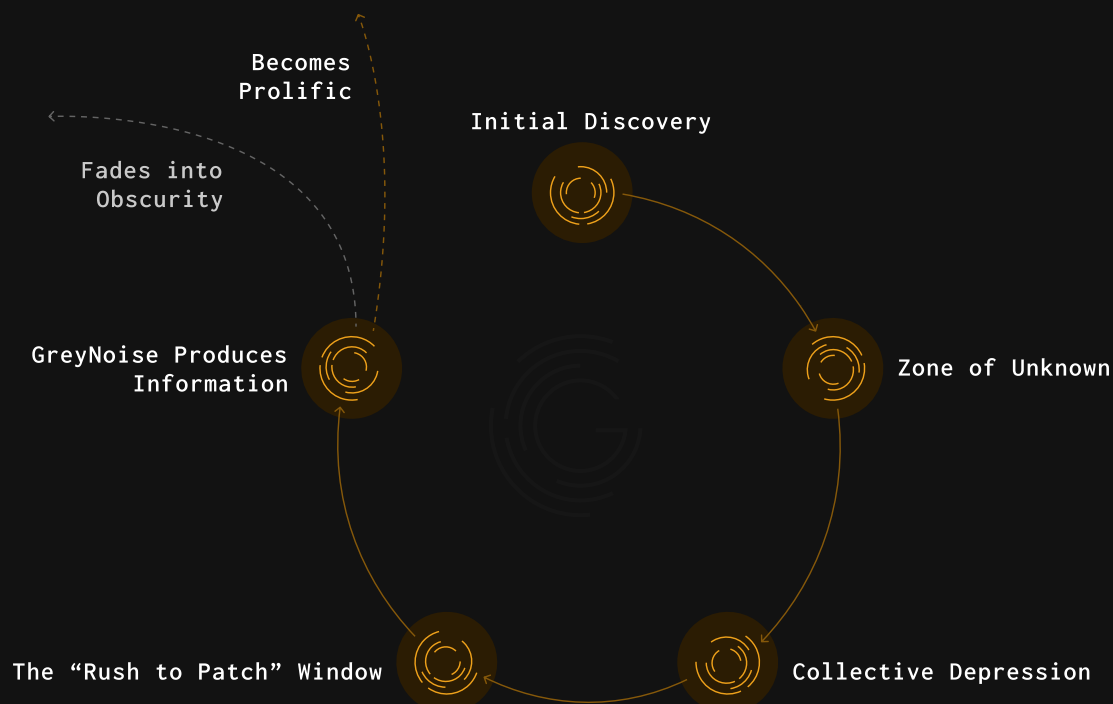 Becomes
Prolific
Initial Discovery
Fades into
Obscurity
GreyNoise Produces
Information
Zone of Unknown
The “Rush to Patch” Window
Collective Depression